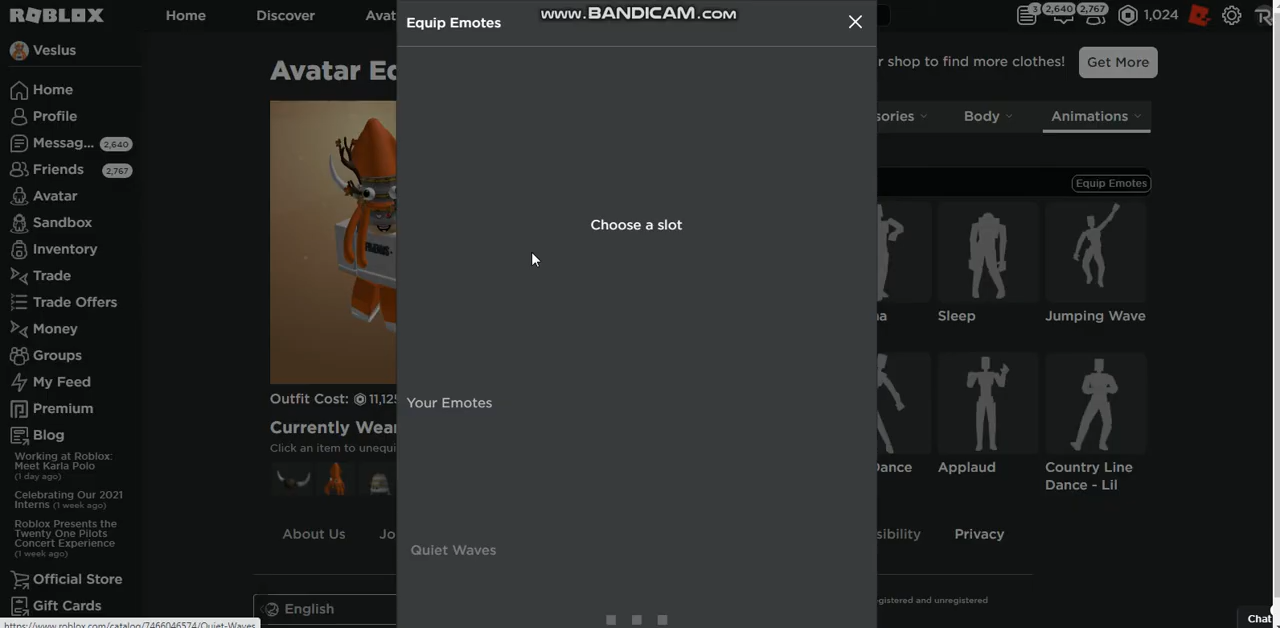 ROBLOX
Home
Discover
Avat
Equip Emotes
www.BANDICAM.com
3
2,640
2,767
1,024
Veslus
Home
Profile
Messag... 2,640
Friends 2,767
Avatar
Sandbox
Inventory
Trade
Trade Offers
Money
Groups
My Feed
Premium
Blog
Working at Roblox:
Meet Karla Polo
(1 day ago)
Celebrating Our 2021
Interns (1 week ago)
Roblox Presents the
Twenty One Pilots
Concert Experience
(1 week ago)
Official Store
Gift Cards
https://www.roblox.com/catalog/7466046574/Quiet-Waves
Avatar Ed
Outfit Cost: 11,125
Currently Wear
Click an item to unequi
About Us
Jo
English
Choose a slot
Your Emotes
Quiet Waves
r shop to find more clothes!
Get More
sories
Body
Animations
Equip Emotes
na
Sleep
Jumping Wave
Dance
Applaud
Country Line
Dance - Lil
sibility
Privacy
egistered and unregistered
Chat